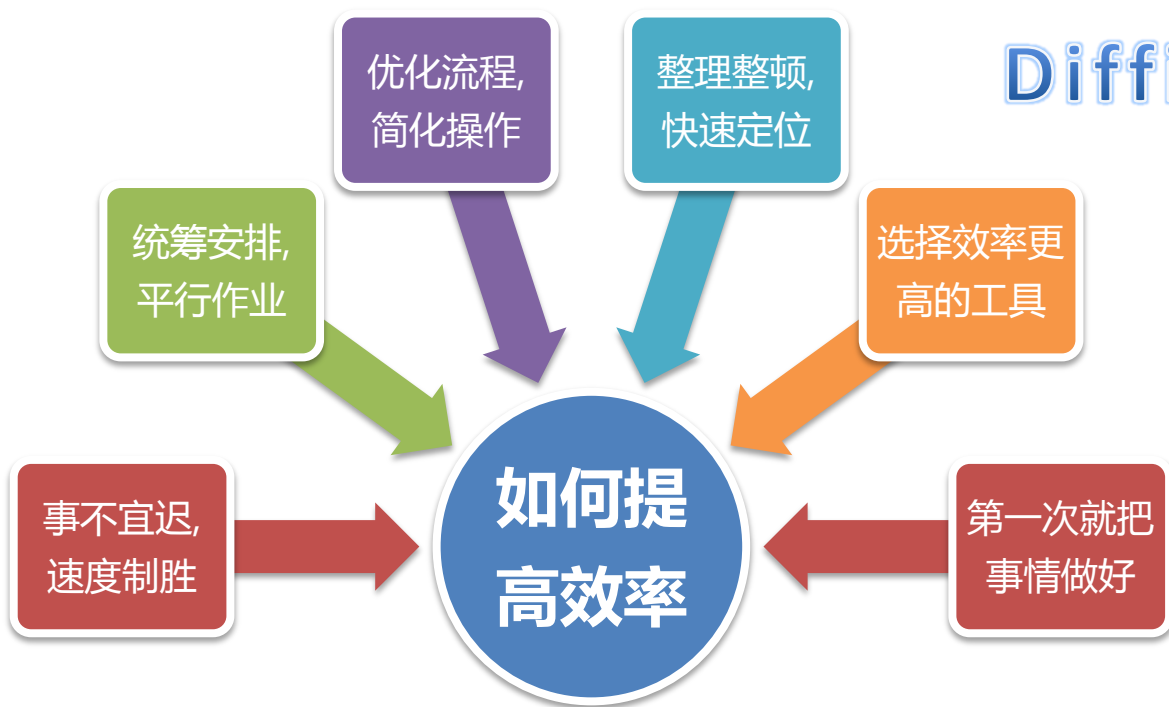 Diffi
优化流程,
简化操作
整理整顿,
快速定位
统筹安排,
平行作业
选择效率更
高的工具
事不宜迟,
速度制胜
如何提
高效率
第一次就把
事情做好